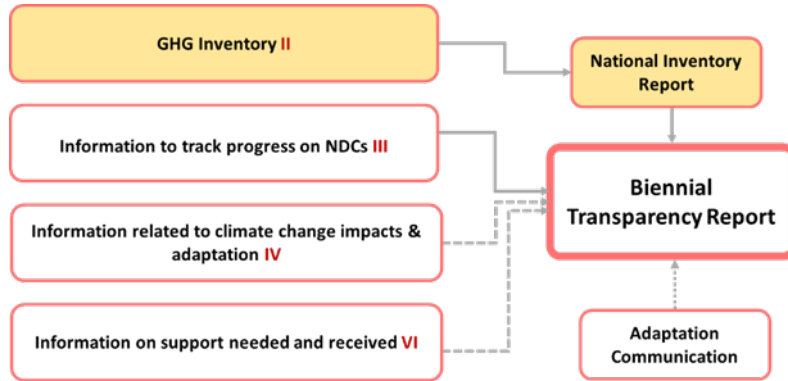 GHG Inventory II
National Inventory
Report
Information to track progress on NDCs III
Biennial
Transparency Report
Information related to climate change impacts &
adaptation IV
Information on support needed and received VI
Adaptation
Communication